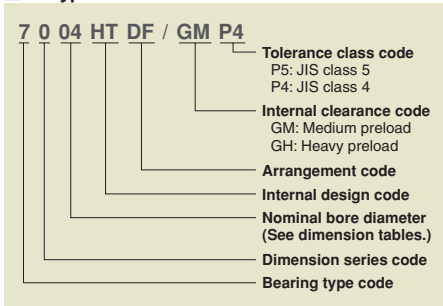 7 0 04 HT DF / GM P4
Tolerance class code
P5: JIS class 5
P4: JIS class 4
Internal clearance code
GM: Medium preload
GH: Heavy preload
Arrangement code
Internal design code
Nominal bore diameter
(See dimension tables.)
Dimension series code
Bearing type code